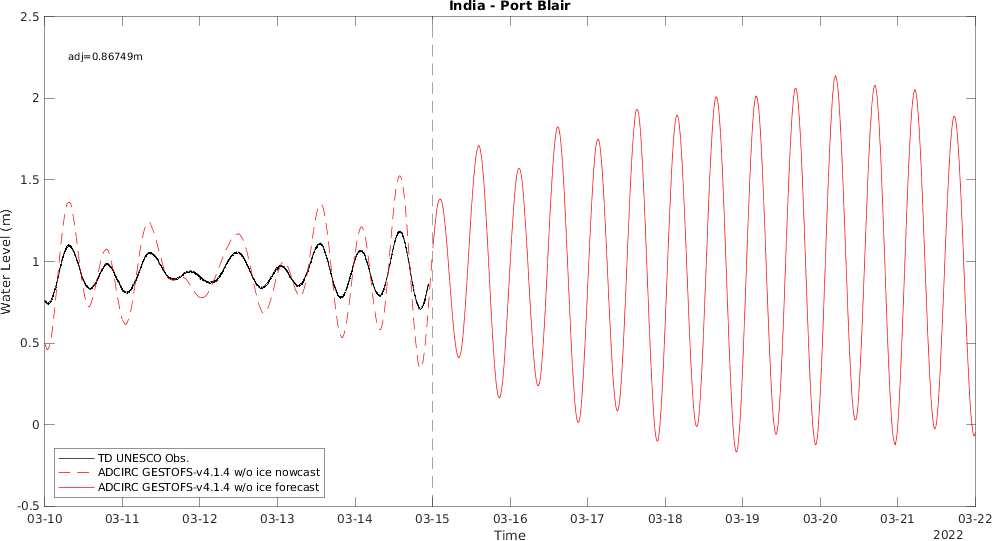 India - Port Blair
adj=0.86749m
Water Level (m)
2.5
2
1.5
1
0.5
0
-0.5
TD UNESCO Obs.
ADCIRC GESTOFS-v4.1.4 w/o ice nowcast
ADCIRC GESTOFS-v4.1.4 w/o ice forecast
03-10 03-11 03-12 03-13 03-14 03-15 03-16 03-17 03-18 03-19 03-20 03-21 03-22
Time
2022